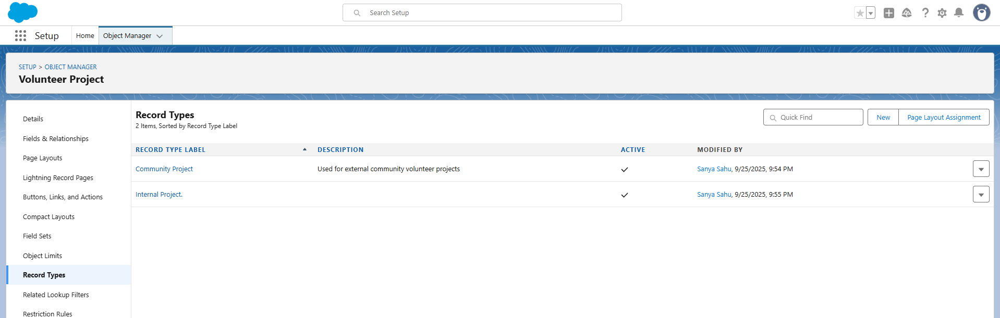 Search Setup
Setup
Home
Object Manager
SETUP > OBJECT MANAGER
Volunteer Project
Details
Fields & Relationships
Page Layouts
Lightning Record Pages
Buttons, Links, and Actions
Compact Layouts
Field Sets
Object Limits
Record Types
Related Lookup Filters
Restriction Rules
Record Types
2 Items, Sorted by Record Type Label
Quick Find
New
Page Layout Assignment
RECORD TYPE LABEL DESCRIPTION ACTIVE MODIFIED BY
Community Project Used for external community volunteer projects Sanya Sahu, 9/25/2025, 9:54 PM
Internal Project. Sanya Sahu, 9/25/2025, 9:55 PM